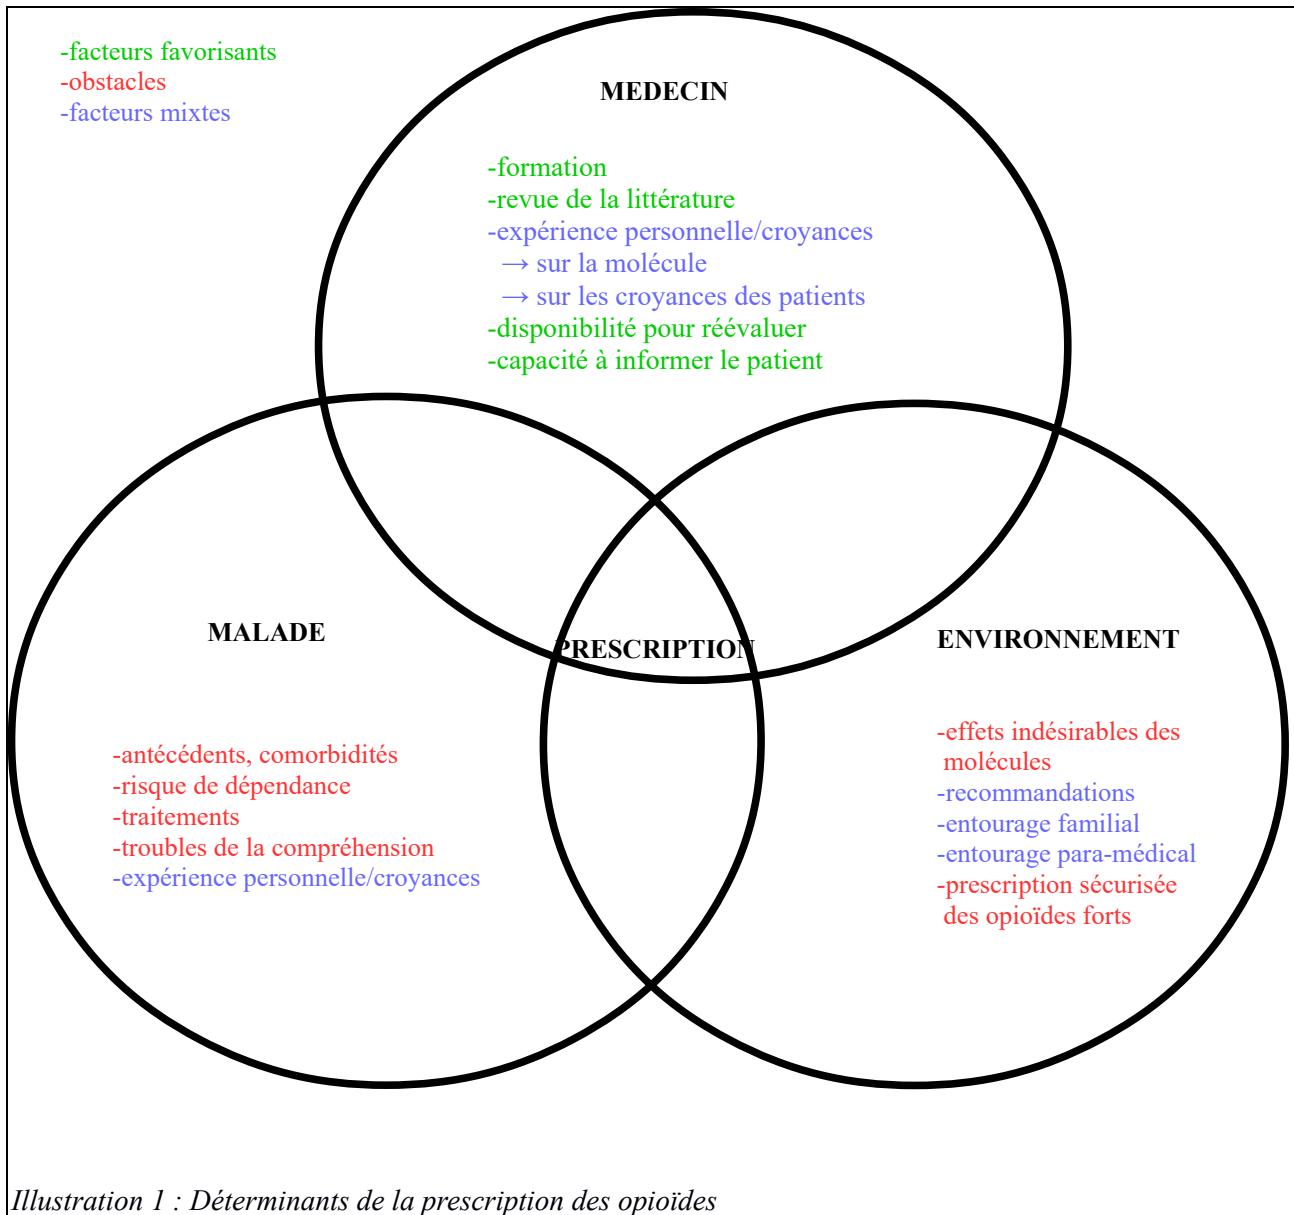 -facteurs favorisants
-obstacles
-facteurs mixtes
MEDECIN
-formation
-revue de la littérature
-expérience personnelle/croyances
→ sur la molécule
→ sur les croyances des patients
-disponibilité pour réévaluer
-capacité à informer le patient
MALADE
-antécédents, comorbidités
-risque de dépendance
-traitements
-troubles de la compréhension
-expérience personnelle/croyances
PRESCRIPTION
ENVIRONNEMENT
-effets indésirables des
molécules
-recommandations
-entourage familial
-entourage para-médical
-prescription sécurisée
des opioïdes forts
Illustration 1 : Déterminants de la prescription des opioïdes